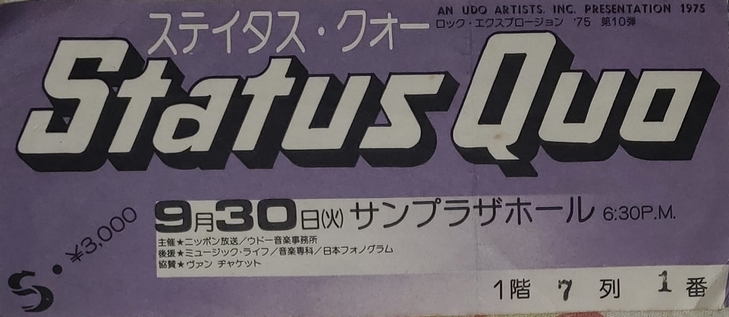 AN UDO ARTISTS, INC. PRESENTATION 1975
ロック・エクスプロージョン '75 第10弾
ステイタス・クォー
Status Quo
¥3,000
9月30日(火) サンプラザホール 6:30P.M.
主催★ニッポン放送/ウドー音楽事務所
後援★ミュージック・ライフ/音楽専科/日本フォノグラム
協賛★ヴァン ヂャケット
S
1階 7 列 1 番